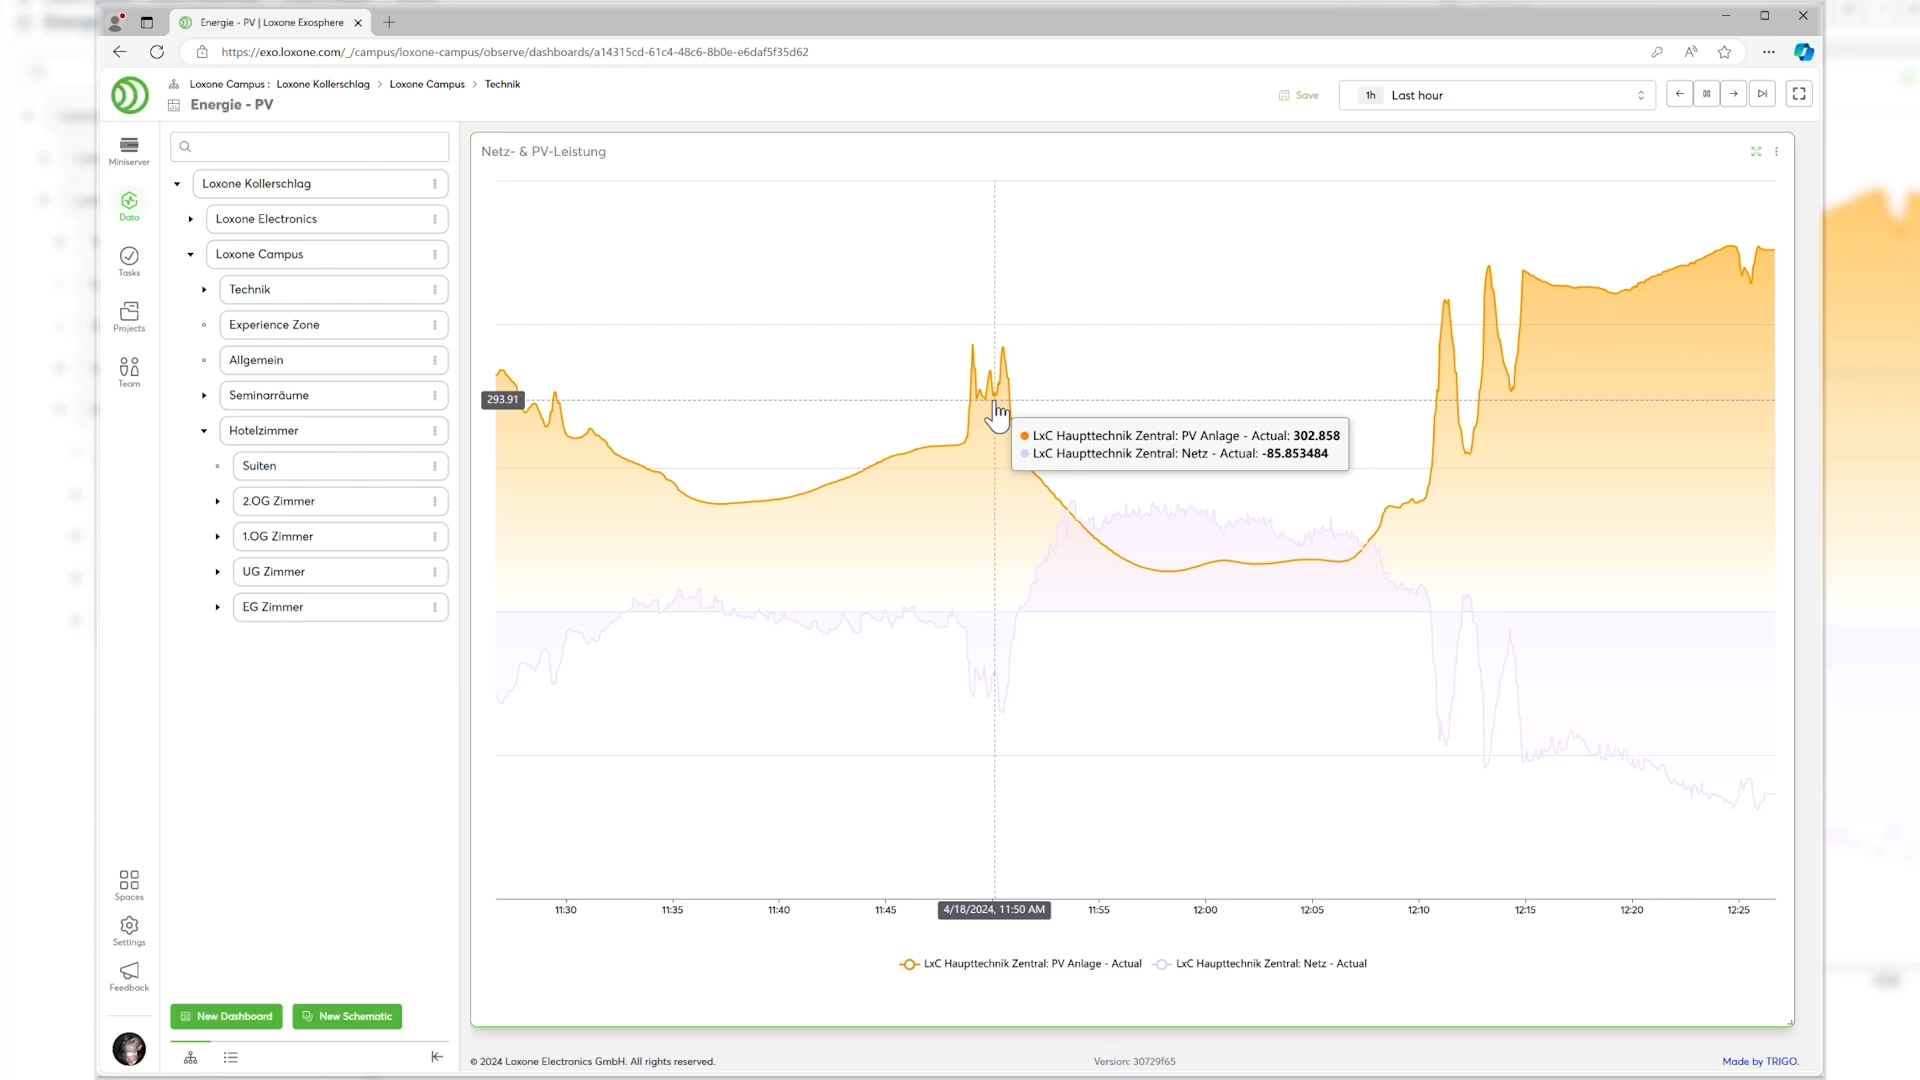 Energie - PV | Loxone Exosphere
https://exo.loxone.com/_/campus/loxone-campus/observe/dashboards/a14315cd-61c4-48c6-8b0e-e6daf5f35d62
Loxone Campus : Loxone Kollerschlag > Loxone Campus > Technik
Energie - PV
Save
1h Last hour
Miniserver
Data
Tasks
Projects
Team
Spaces
Settings
Feedback
Loxone Kollerschlag
Loxone Electronics
Loxone Campus
Technik
Experience Zone
Allgemein
Seminarräume
Hotelzimmer
Suiten
2.OG Zimmer
1.OG Zimmer
UG Zimmer
EG Zimmer
New Dashboard
New Schematic
Netz- & PV-Leistung
293.91
LxC Haupttechnik Zentral: PV Anlage - Actual: 302.858
LxC Haupttechnik Zentral: Netz - Actual: -85.853484
11:30 11:35 11:40 11:45 4/18/2024, 11:50 AM 11:55 12:00 12:05 12:10 12:15 12:20 12:25
LxC Haupttechnik Zentral: PV Anlage - Actual LxC Haupttechnik Zentral: Netz - Actual
© 2024 Loxone Electronics GmbH. All rights reserved.
Version: 30729f65
Made by TRIGO.